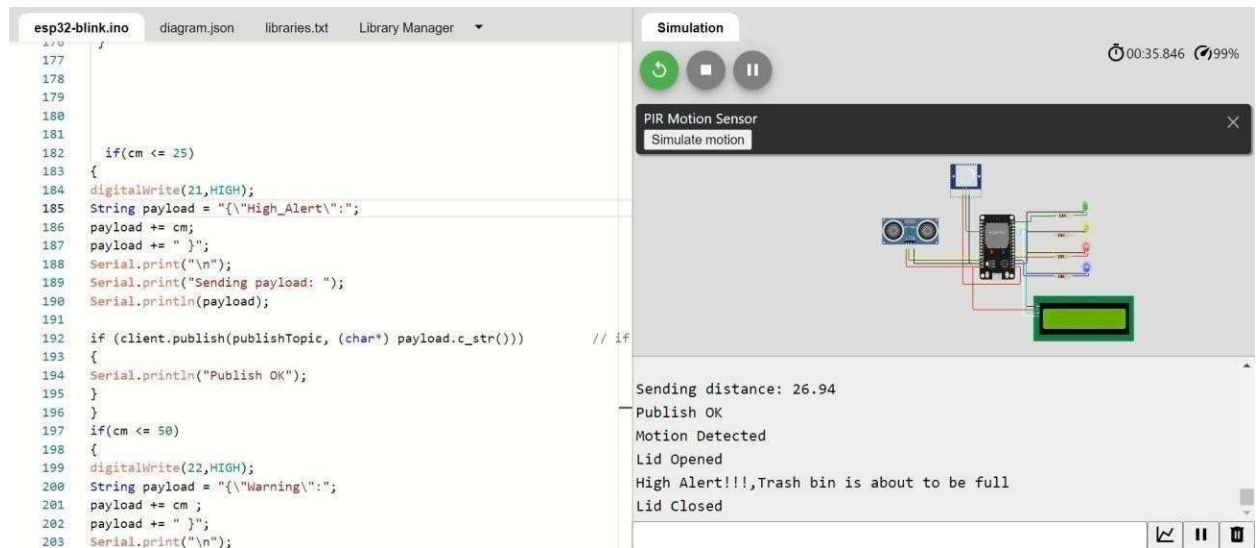 esp32-blink.ino diagram.json libraries.txt Library Manager
176 }
177
178
179
180
181
182 if(cm <= 25)
183 {
184 digitalWrite(21,HIGH);
185 String payload = "{\"High_Alert\":";
186 payload += cm;
187 payload += " }";
188 Serial.print("\n");
189 Serial.print("Sending payload: ");
190 Serial.println(payload);
191
192 if (client.publish(publishTopic, (char*) payload.c_str())) // if
193 {
194 Serial.println("Publish OK");
195 }
196 }
197 if(cm <= 50)
198 {
199 digitalWrite(22,HIGH);
200 String payload = "{\"Warning\":";
201 payload += cm ;
202 payload += " }";
203 Serial.print("\n");
Simulation
00:35.846 99%
PIR Motion Sensor
Simulate motion
Sending distance: 26.94
Publish OK
Motion Detected
Lid Opened
High Alert!!!,Trash bin is about to be full
Lid Closed